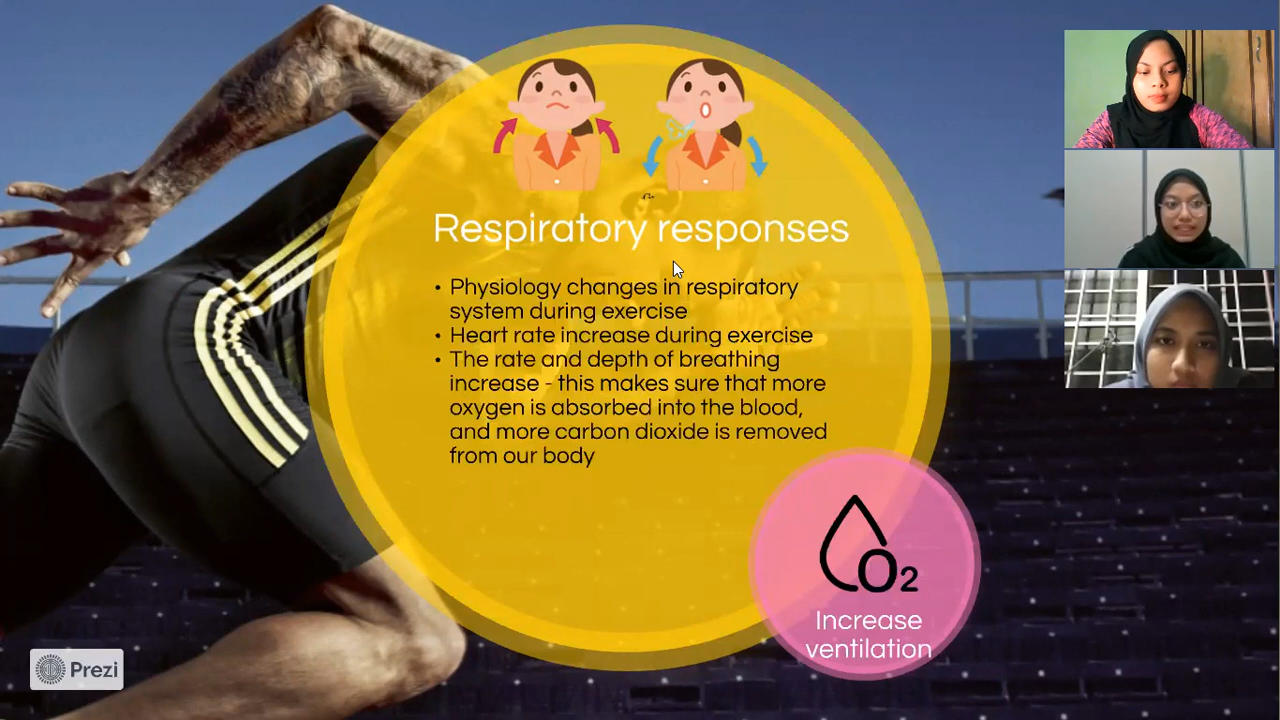 Respiratory responses
• Physiology changes in respiratory
system during exercise
• Heart rate increase during exercise
• The rate and depth of breathing
increase - this makes sure that more
oxygen is absorbed into the blood,
and more carbon dioxide is removed
from our body
O2
Increase
ventilation
Prezi